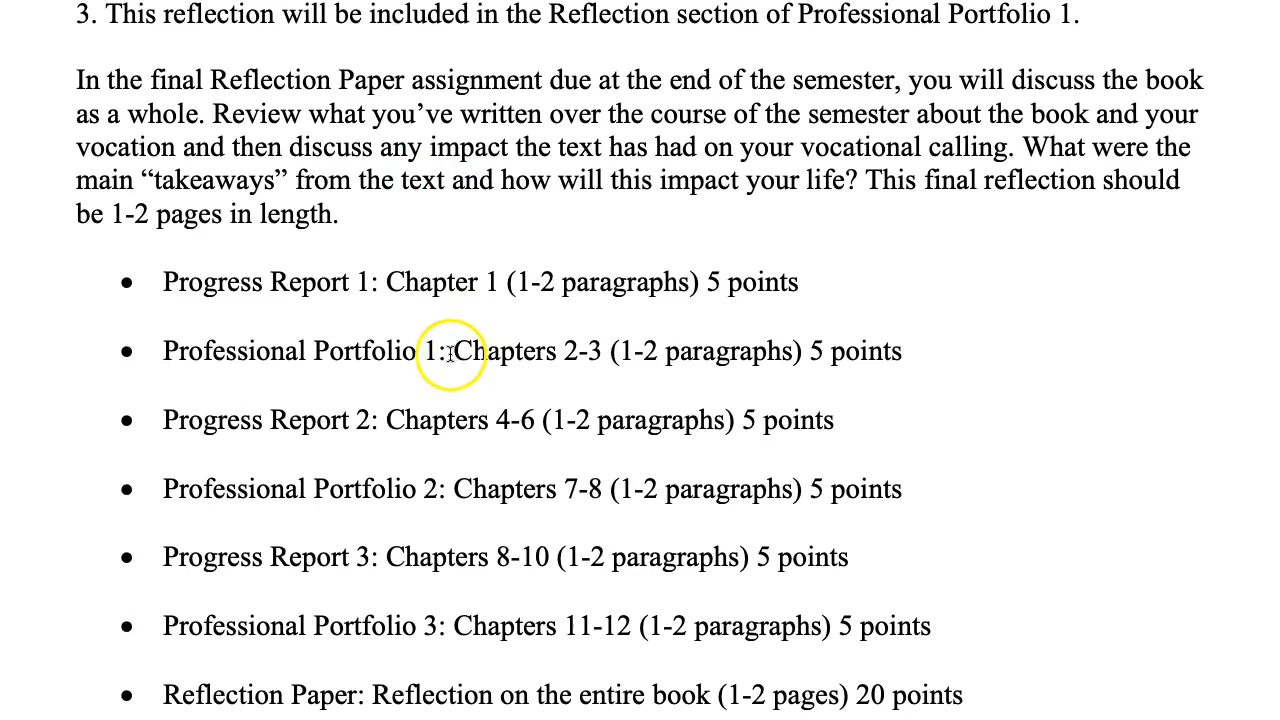 3. This reflection will be included in the Reflection section of Professional Portfolio 1.
In the final Reflection Paper assignment due at the end of the semester, you will discuss the book
as a whole. Review what you’ve written over the course of the semester about the book and your
vocation and then discuss any impact the text has had on your vocational calling. What were the
main “takeaways” from the text and how will this impact your life? This final reflection should
be 1-2 pages in length.
• Progress Report 1: Chapter 1 (1-2 paragraphs) 5 points
• Professional Portfolio 1: Chapters 2-3 (1-2 paragraphs) 5 points
• Progress Report 2: Chapters 4-6 (1-2 paragraphs) 5 points
• Professional Portfolio 2: Chapters 7-8 (1-2 paragraphs) 5 points
• Progress Report 3: Chapters 8-10 (1-2 paragraphs) 5 points
• Professional Portfolio 3: Chapters 11-12 (1-2 paragraphs) 5 points
• Reflection Paper: Reflection on the entire book (1-2 pages) 20 points